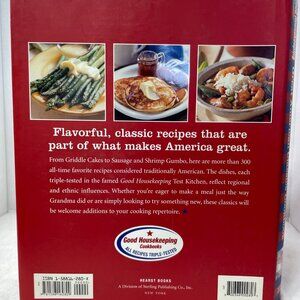 Flavorful, classic recipes that are
part of what makes America great.
From Griddle Cakes to Sausage and Shrimp Gumbo, here are more than 300
all-time favorite recipes considered traditionally American. The dishes, each
triple-tested in the famed Good Housekeeping Test Kitchen, reflect regional
and ethnic influences. Whether you're eager to make a meal just the way
Grandma did or are simply looking to try something new, these classics will
be welcome additions to your cooking repertoire.
Good Housekeeping
Cookbooks
ALL RECIPES TRIPLE-TESTED
HEARST BOOKS
A Division of Sterling Publishing Co., Inc.
NEW YORK